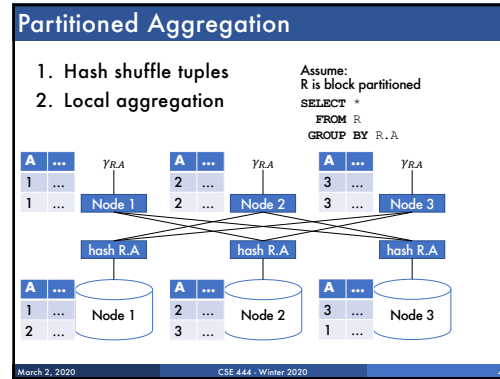 Partitioned Aggregation
1. Hash shuffle tuples
2. Local aggregation
Assume:
R is block partitioned
SELECT *
FROM R
GROUP BY R.A
A ...
1 ...
1 ...
γR.A
Node 1
A ...
2 ...
2 ...
γR.A
Node 2
A ...
3 ...
3 ...
γR.A
Node 3
hash R.A
hash R.A
hash R.A
A ...
1 ...
2 ...
Node 1
A ...
2 ...
3 ...
Node 2
A ...
3 ...
1 ...
Node 3
March 2, 2020
CSE 444 - Winter 2020